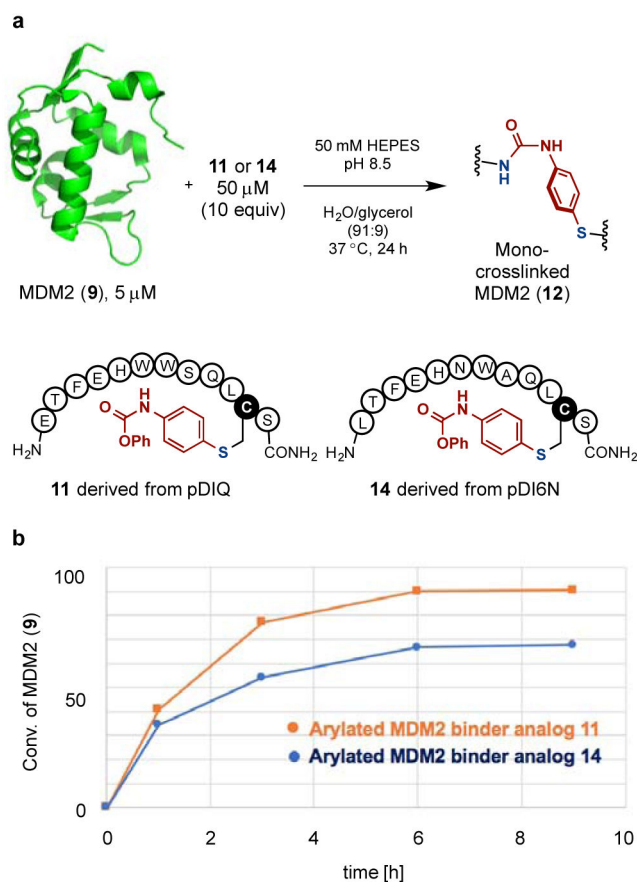 a
MDM2 (9), 5 μM
+
11 or 14
50 μM
(10 equiv)
50 mM HEPES
pH 8.5
H2O/glycerol
(91:9)
37 °C, 24 h
O
N
H
NH
S
Mono-
crosslinked
MDM2 (12)
H2N
E T F E H W W S Q L C S
CONH2
O
O
H
N
OPh
S
11 derived from pDIQ
H2N
L T F E H N W A Q L C S
CONH2
O
H
N
OPh
S
14 derived from pDI6N
b
Conv. of MDM2 (9)
100
50
0
Arylated MDM2 binder analog 11
Arylated MDM2 binder analog 14
0 2 4 6 8 10
time [h]